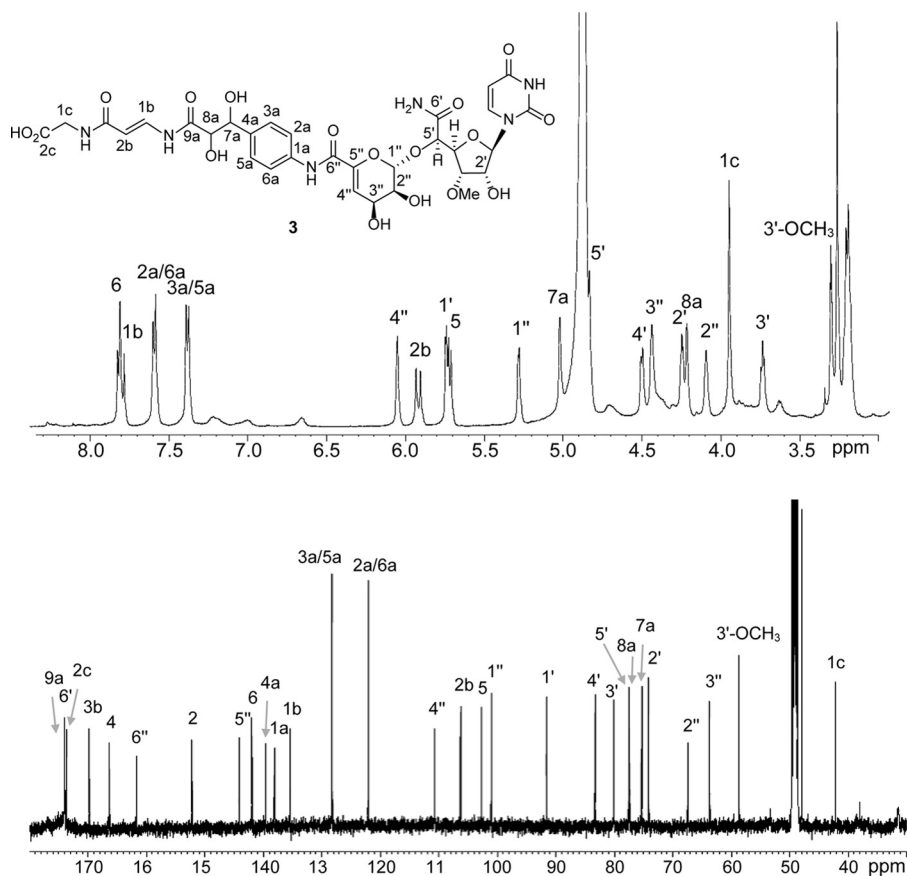 O
NH
O
N
H₂N
6'
O
5'
H
O
H
2'
OMe
OH
3'
1c
O
1b
HO₂C
2c
N
H
2b
NH
O
9a
8a
OH
7a
OH
4a
3a
2a
1a
5a
6a
N
H
O
6"
5"
O
1"
O
2"
4"
3"
OH
OH
3
6
1b
2a/6a
3a/5a
4"
2b
1'
5
1"
7a
5'
4'
3"
2'
8a
2"
1c
3'
3'-OCH₃
8.0 7.5 7.0 6.5 6.0 5.5 5.0 4.5 4.0 3.5 ppm
9a
6'
2c
3b
4
6"
2
5"
6
4a
1a
1b
3a/5a
2a/6a
4"
2b
5
1"
1'
4'
3'
5'
8a
7a
2'
2"
3"
3'-OCH₃
1c
170 16 150 140 130 120 110 100 90 80 70 60 50 40 ppm